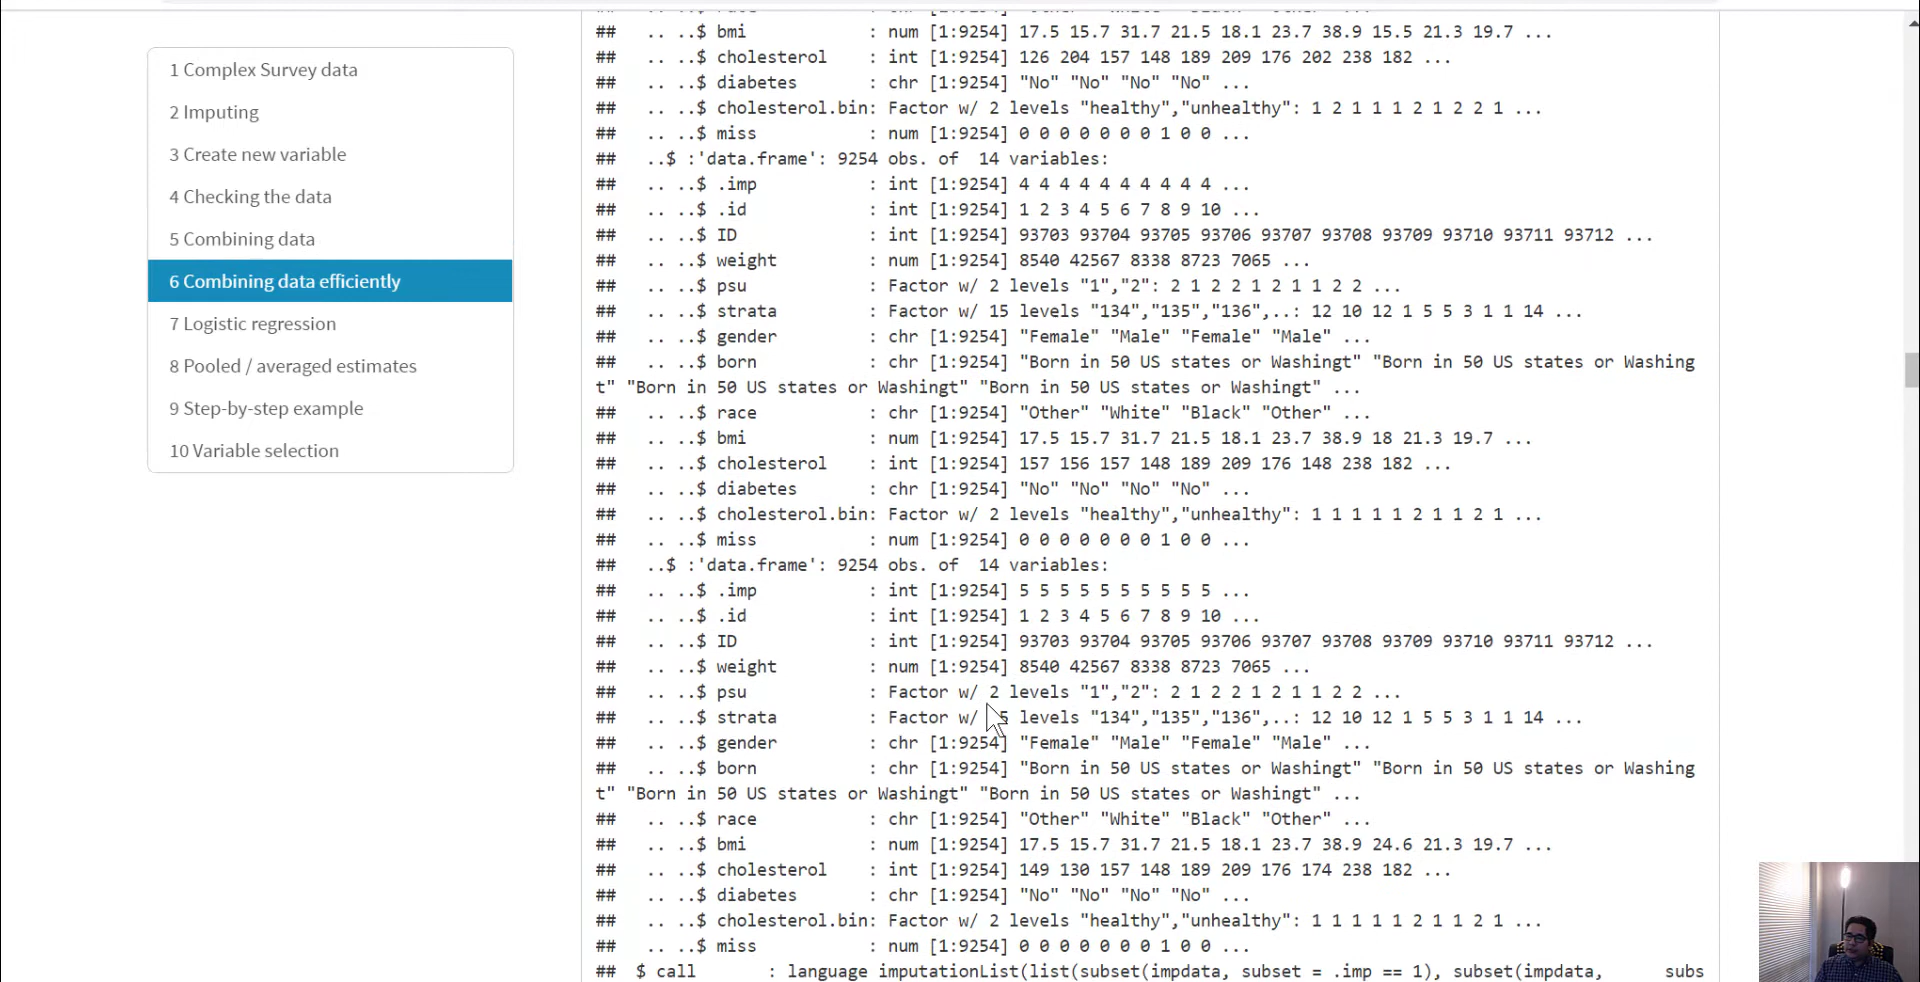 1 Complex Survey data
2 Imputing
3 Create new variable
4 Checking the data
5 Combining data
6 Combining data efficiently
7 Logistic regression
8 Pooled / averaged estimates
9 Step-by-step example
10 Variable selection
##   .. ..$ bmi            : num [1:9254] 17.5 15.7 31.7 21.5 18.1 23.7 38.9 15.5 21.3 19.7 ...
##   .. ..$ cholesterol    : int [1:9254] 126 204 157 148 189 209 176 202 238 182 ...
##   .. ..$ diabetes       : chr [1:9254] "No" "No" "No" "No" ...
##   .. ..$ cholesterol.bin: Factor w/ 2 levels "healthy","unhealthy": 1 2 1 1 1 2 1 2 2 1 ...
##   .. ..$ miss           : num [1:9254] 0 0 0 0 0 0 0 1 0 0 ...
##   ..$ :'data.frame': 9254 obs. of  14 variables:
##   .. ..$ .imp           : int [1:9254] 4 4 4 4 4 4 4 4 4 4 ...
##   .. ..$ .id            : int [1:9254] 1 2 3 4 5 6 7 8 9 10 ...
##   .. ..$ ID             : int [1:9254] 93703 93704 93705 93706 93707 93708 93709 93710 93711 93712 ...
##   .. ..$ weight         : num [1:9254] 8540 42567 8338 8723 7065 ...
##   .. ..$ psu            : Factor w/ 2 levels "1","2": 2 1 2 2 1 2 1 1 2 2 ...
##   .. ..$ strata         : Factor w/ 15 levels "134","135","136",..: 12 10 12 1 5 5 3 1 1 14 ...
##   .. ..$ gender         : chr [1:9254] "Female" "Male" "Female" "Male" ...
##   .. ..$ born           : chr [1:9254] "Born in 50 US states or Washingt" "Born in 50 US states or Washing
t" "Born in 50 US states or Washingt" "Born in 50 US states or Washingt" ...
##   .. ..$ race           : chr [1:9254] "Other" "White" "Black" "Other" ...
##   .. ..$ bmi            : num [1:9254] 17.5 15.7 31.7 21.5 18.1 23.7 38.9 18 21.3 19.7 ...
##   .. ..$ cholesterol    : int [1:9254] 157 156 157 148 189 209 176 148 238 182 ...
##   .. ..$ diabetes       : chr [1:9254] "No" "No" "No" "No" ...
##   .. ..$ cholesterol.bin: Factor w/ 2 levels "healthy","unhealthy": 1 1 1 1 1 2 1 1 2 1 ...
##   .. ..$ miss           : num [1:9254] 0 0 0 0 0 0 0 1 0 0 ...
##   ..$ :'data.frame': 9254 obs. of  14 variables:
##   .. ..$ .imp           : int [1:9254] 5 5 5 5 5 5 5 5 5 5 ...
##   .. ..$ .id            : int [1:9254] 1 2 3 4 5 6 7 8 9 10 ...
##   .. ..$ ID             : int [1:9254] 93703 93704 93705 93706 93707 93708 93709 93710 93711 93712 ...
##   .. ..$ weight         : num [1:9254] 8540 42567 8338 8723 7065 ...
##   .. ..$ psu            : Factor w/ 2 levels "1","2": 2 1 2 2 1 2 1 1 2 2 ...
##   .. ..$ strata         : Factor w/ levels "134","135","136",..: 12 10 12 1 5 5 3 1 1 14 ...
##   .. ..$ gender         : chr [1:9254] "Female" "Male" "Female" "Male" ...
##   .. ..$ born           : chr [1:9254] "Born in 50 US states or Washingt" "Born in 50 US states or Washing
t" "Born in 50 US states or Washingt" "Born in 50 US states or Washingt" ...
##   .. ..$ race           : chr [1:9254] "Other" "White" "Black" "Other" ...
##   .. ..$ bmi            : num [1:9254] 17.5 15.7 31.7 21.5 18.1 23.7 38.9 24.6 21.3 19.7 ...
##   .. ..$ cholesterol    : int [1:9254] 149 130 157 148 189 209 176 174 238 182 ...
##   .. ..$ diabetes       : chr [1:9254] "No" "No" "No" "No" ...
##   .. ..$ cholesterol.bin: Factor w/ 2 levels "healthy","unhealthy": 1 1 1 1 1 2 1 1 2 1 ...
##   .. ..$ miss           : num [1:9254] 0 0 0 0 0 0 0 1 0 0 ...
##  $ call       : language imputationList(list(subset(impdata, subset = .imp == 1), subset(impdata,      subs